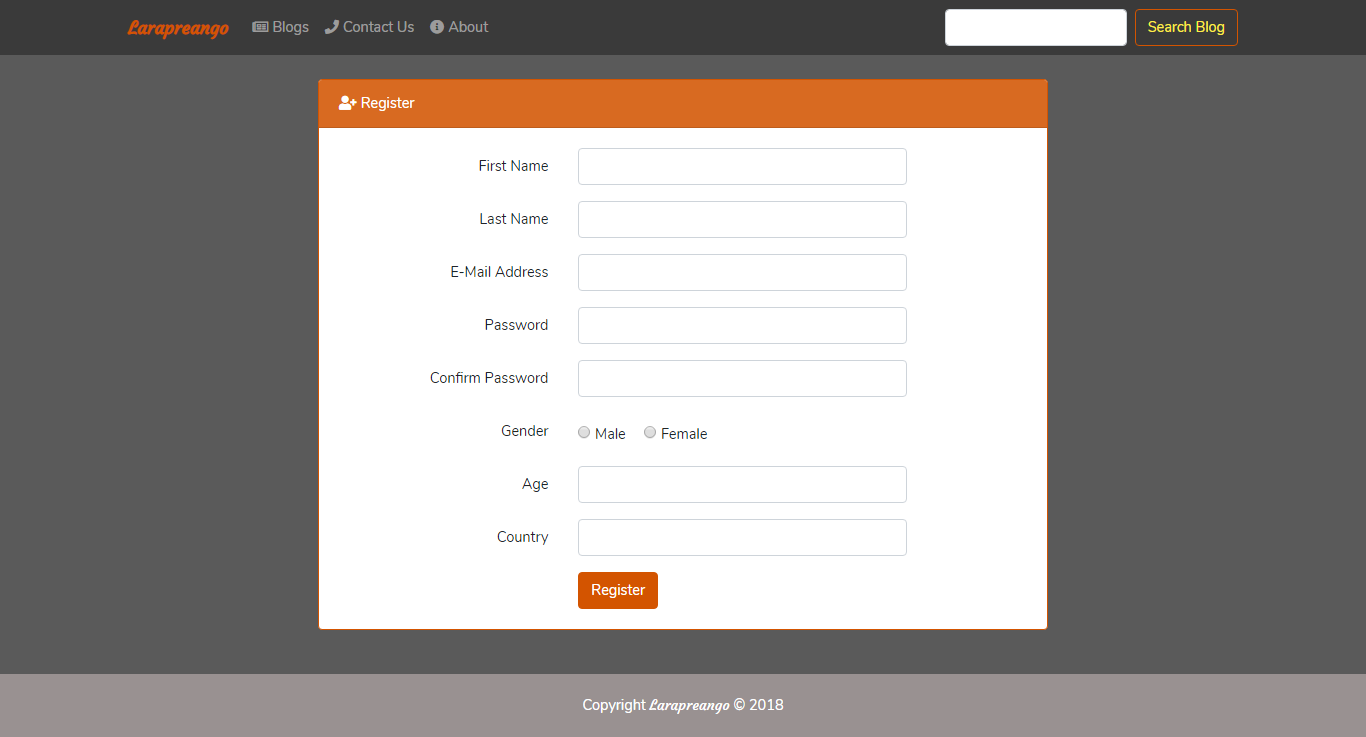 Larapreango Blogs Contact Us About Search Blog
Register
First Name
Last Name
E-Mail Address
Password
Confirm Password
Gender Male Female
Age
Country
Register
Copyright Larapreango © 2018